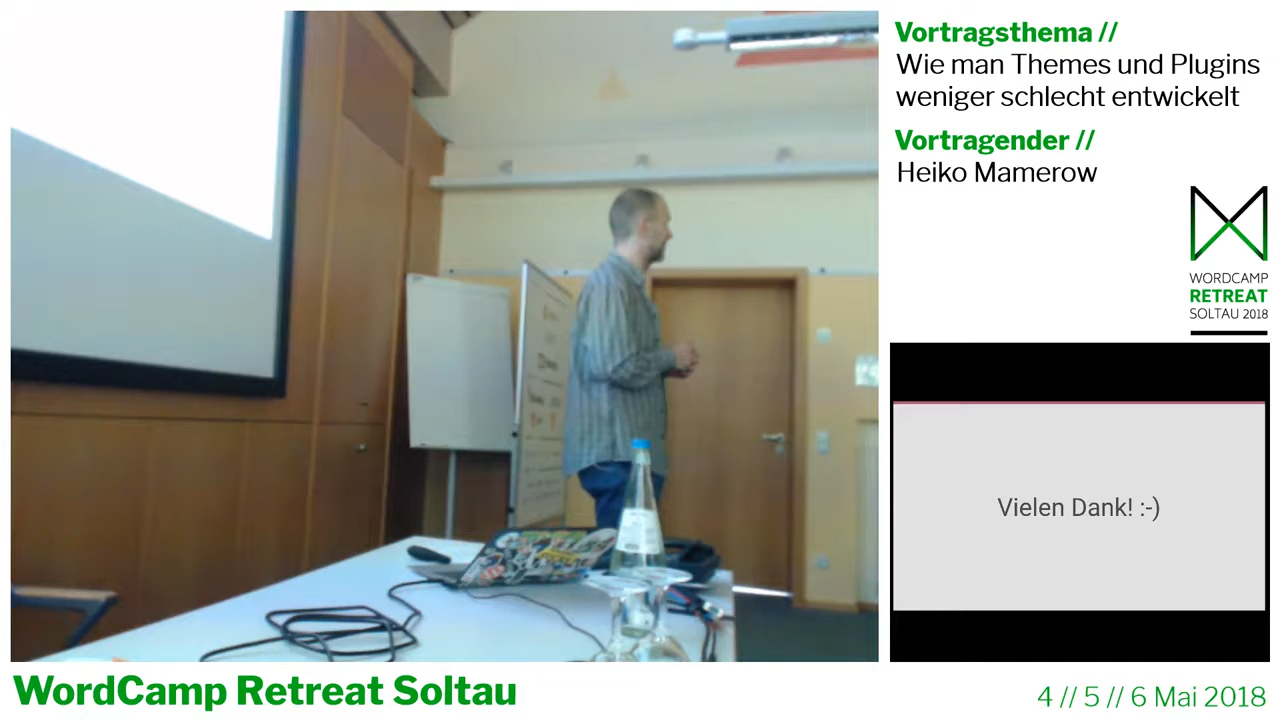 Vortragsthema //
Wie man Themes und Plugins
weniger schlecht entwickelt
Vortragender //
Heiko Mamerow
WORDCAMP
RETREAT
SOLTAU 2018
Vielen Dank! :-)
WordCamp Retreat Soltau
4 // 5 // 6 Mai 2018